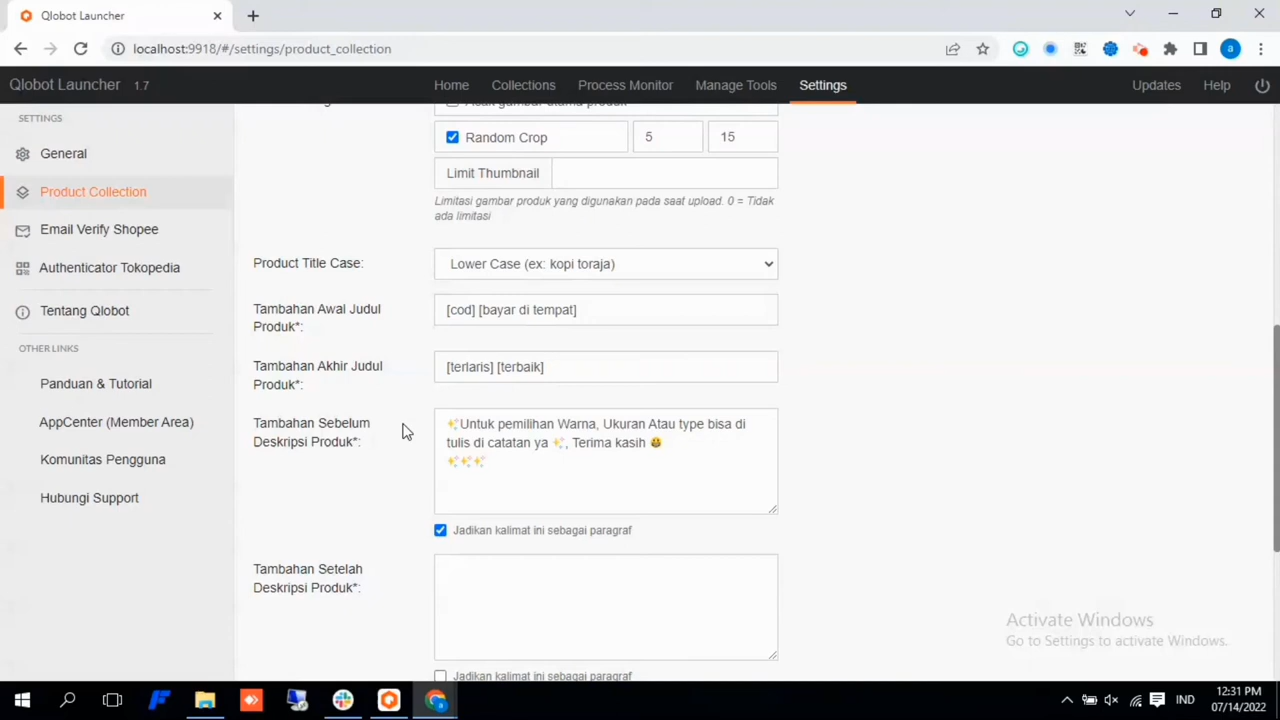 Qlobot Launcher
localhost:9918/#/settings/product_collection
a
Qlobot Launcher 1.7
Home Collections Process Monitor Manage Tools Settings Updates Help
SETTINGS
General
Product Collection
Email Verify Shopee
Authenticator Tokopedia
Tentang Qlobot
OTHER LINKS
Panduan & Tutorial
AppCenter (Member Area)
Komunitas Pengguna
Hubungi Support
Acak gambar utama produk
Random Crop 5 15
Limit Thumbnail
Limitasi gambar produk yang digunakan pada saat upload. 0 = Tidak
ada limitasi
Product Title Case: Lower Case (ex: kopi toraja)
Tambahan Awal Judul
Produk*:
[cod] [bayar di tempat]
Tambahan Akhir Judul
Produk*:
[terlaris] [terbaik]
Tambahan Sebelum
Deskripsi Produk*:
✨Untuk pemilihan Warna, Ukuran Atau type bisa di
tulis di catatan ya ✨, Terima kasih 😃
✨✨✨
Jadikan kalimat ini sebagai paragraf
Tambahan Setelah
Deskripsi Produk*:
Jadikan kalimat ini sebagai paragraf
Activate Windows
Go to Settings to activate Windows.
IND
12:31 PM
07/14/2022